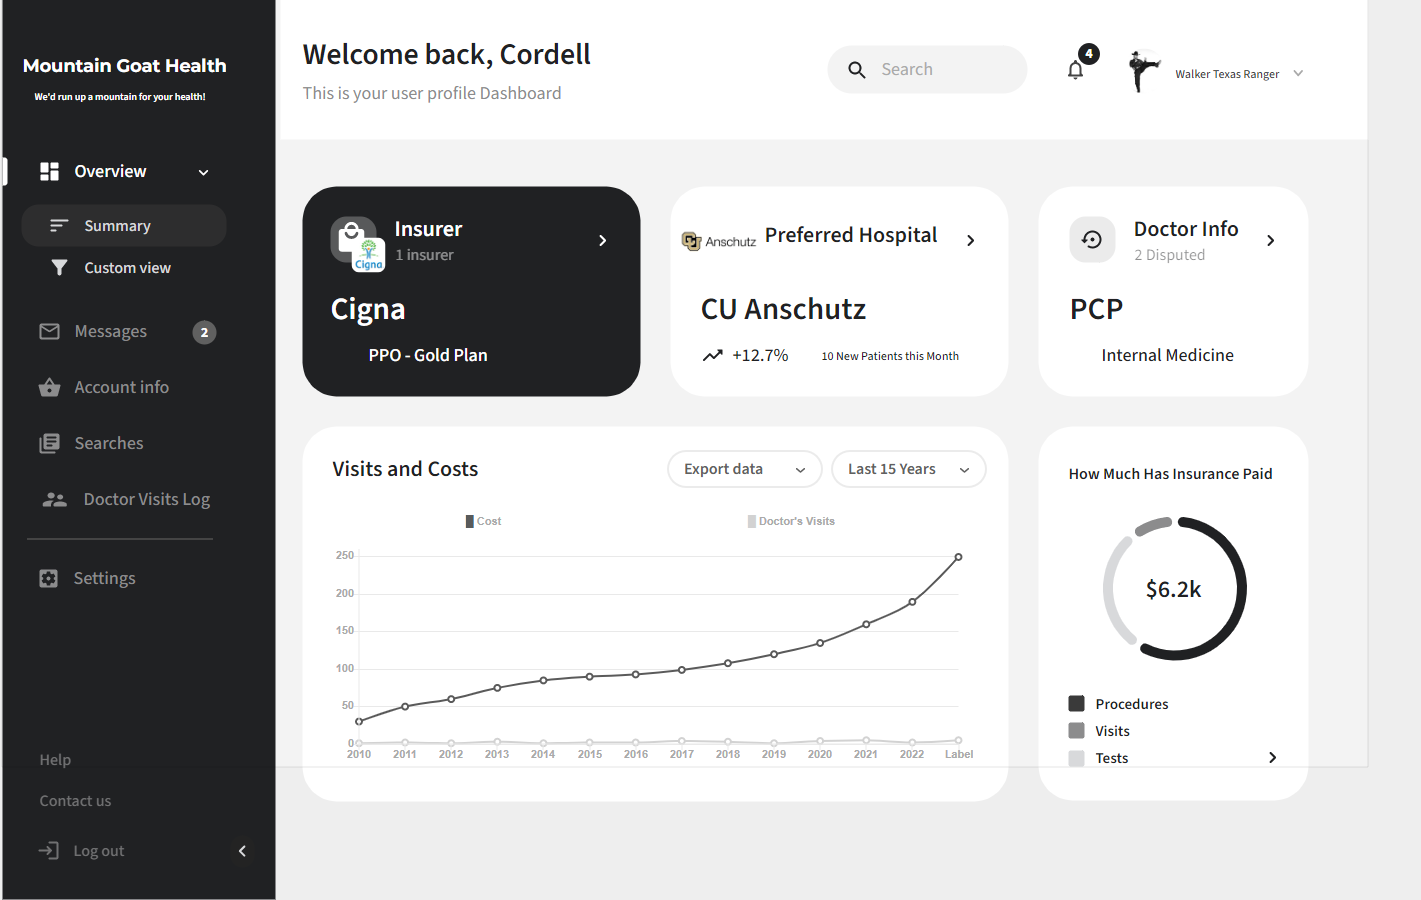 Mountain Goat Health
We'd run up a mountain for your health!
Overview
Summary
Custom view
Messages
2
Account info
Searches
Doctor Visits Log
Settings
Help
Contact us
Log out
Welcome back, Cordell
This is your user profile Dashboard
Search
4
Walker Texas Ranger
Cigna
Insurer
1 insurer
Cigna
PPO - Gold Plan
CU
Anschutz
Preferred Hospital
CU Anschutz
+12.7%
10 New Patients this Month
Doctor Info
2 Disputed
PCP
Internal Medicine
Visits and Costs
Export data
Last 15 Years
Cost
Doctor's Visits
250
200
150
100
50
0
2010 2011 2012 2013 2014 2015 2016 2017 2018 2019 2020 2021 2022 Label
How Much Has Insurance Paid
$6.2k
Procedures
Visits
Tests